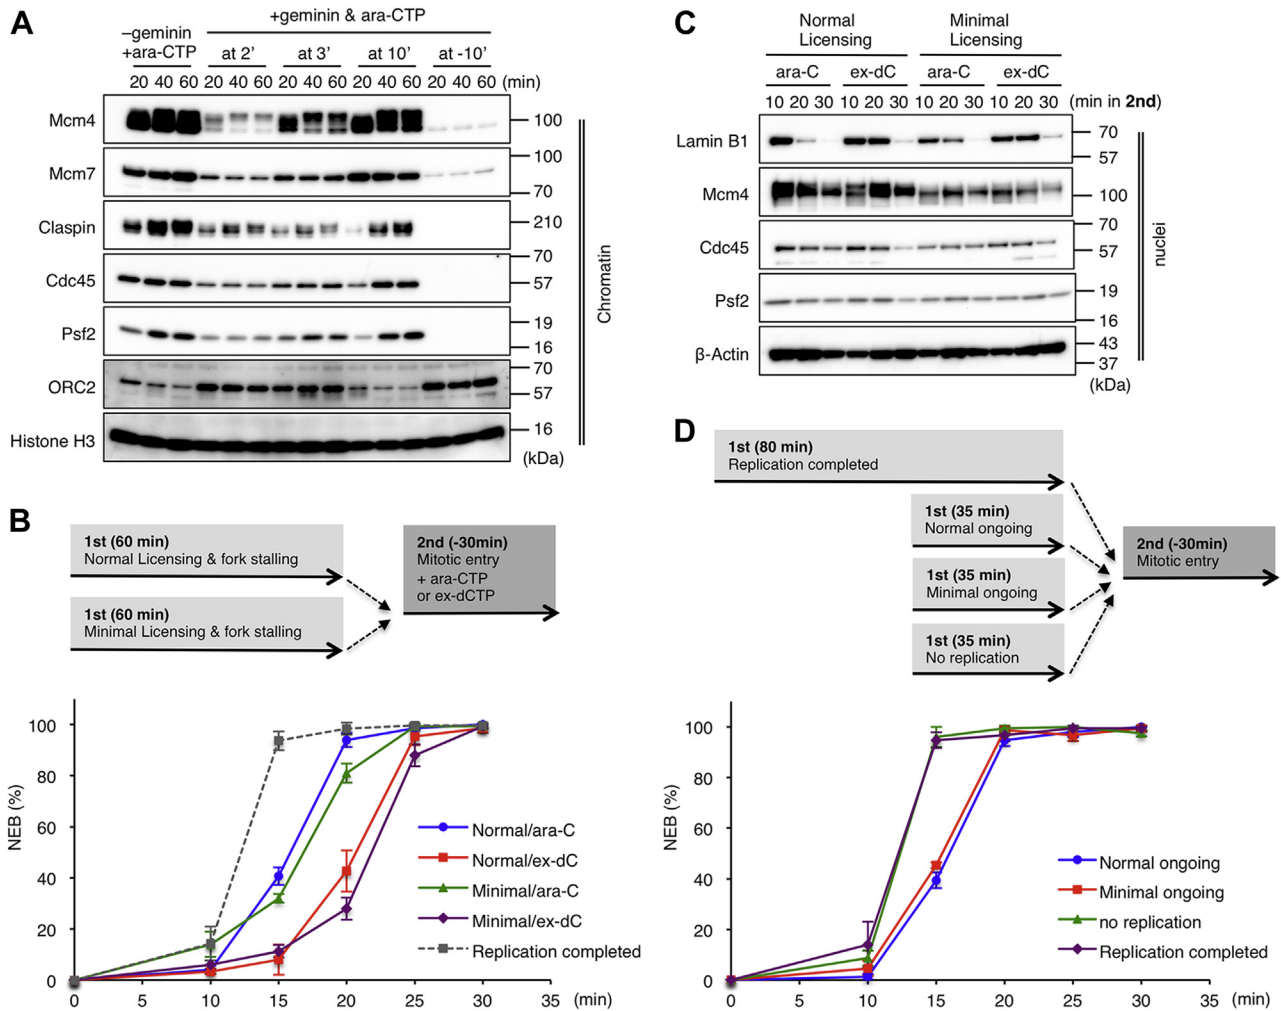 A
–geminin
+ara-CTP
+geminin & ara-CTP
at 2’ at 3’ at 10’ at -10’
20 40 60 20 40 60 20 40 60 20 40 60 20 40 60 (min)
Mcm4
100
Mcm7
100
70
Claspin
210
Cdc45
70
57
Psf2
19
16
ORC2
70
57
Histone H3
16
(kDa)
Chromatin
B
1st (60 min)
Normal Licensing & fork stalling
1st (60 min)
Minimal Licensing & fork stalling
2nd (-30min)
Mitotic entry
+ ara-CTP
or ex-dCTP
NEB (%)
100
80
60
40
20
0
0 5 10 15 20 25 30 35 (min)
Normal/ara-C
Normal/ex-dC
Minimal/ara-C
Minimal/ex-dC
Replication completed
C
Normal
Licensing
Minimal
Licensing
ara-C ex-dC ara-C ex-dC
10 20 30 10 20 30 10 20 30 10 20 30 (min in 2nd)
Lamin B1
70
57
Mcm4
100
Cdc45
70
57
Psf2
19
16
β-Actin
43
37
(kDa)
nuclei
D
1st (80 min)
Replication completed
1st (35 min)
Normal ongoing
1st (35 min)
Minimal ongoing
1st (35 min)
No replication
2nd (-30min)
Mitotic entry
NEB (%)
100
80
60
40
20
0
0 5 10 15 20 25 30 35 (min)
Normal ongoing
Minimal ongoing
no replication
Replication completed